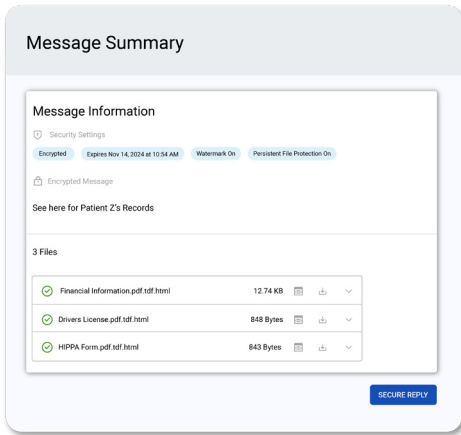 Message Summary
Message Information
Security Settings
Encrypted Expires Nov 14, 2024 at 10:54 AM Watermark On Persistent File Protection On
Encrypted Message
See here for Patient Z's Records
3 Files
Financial Information.pdf.tdf.html 12.74 KB
Drivers License.pdf.tdf.html 848 Bytes
HIPPA Form.pdf.tdf.html 843 Bytes
SECURE REPLY